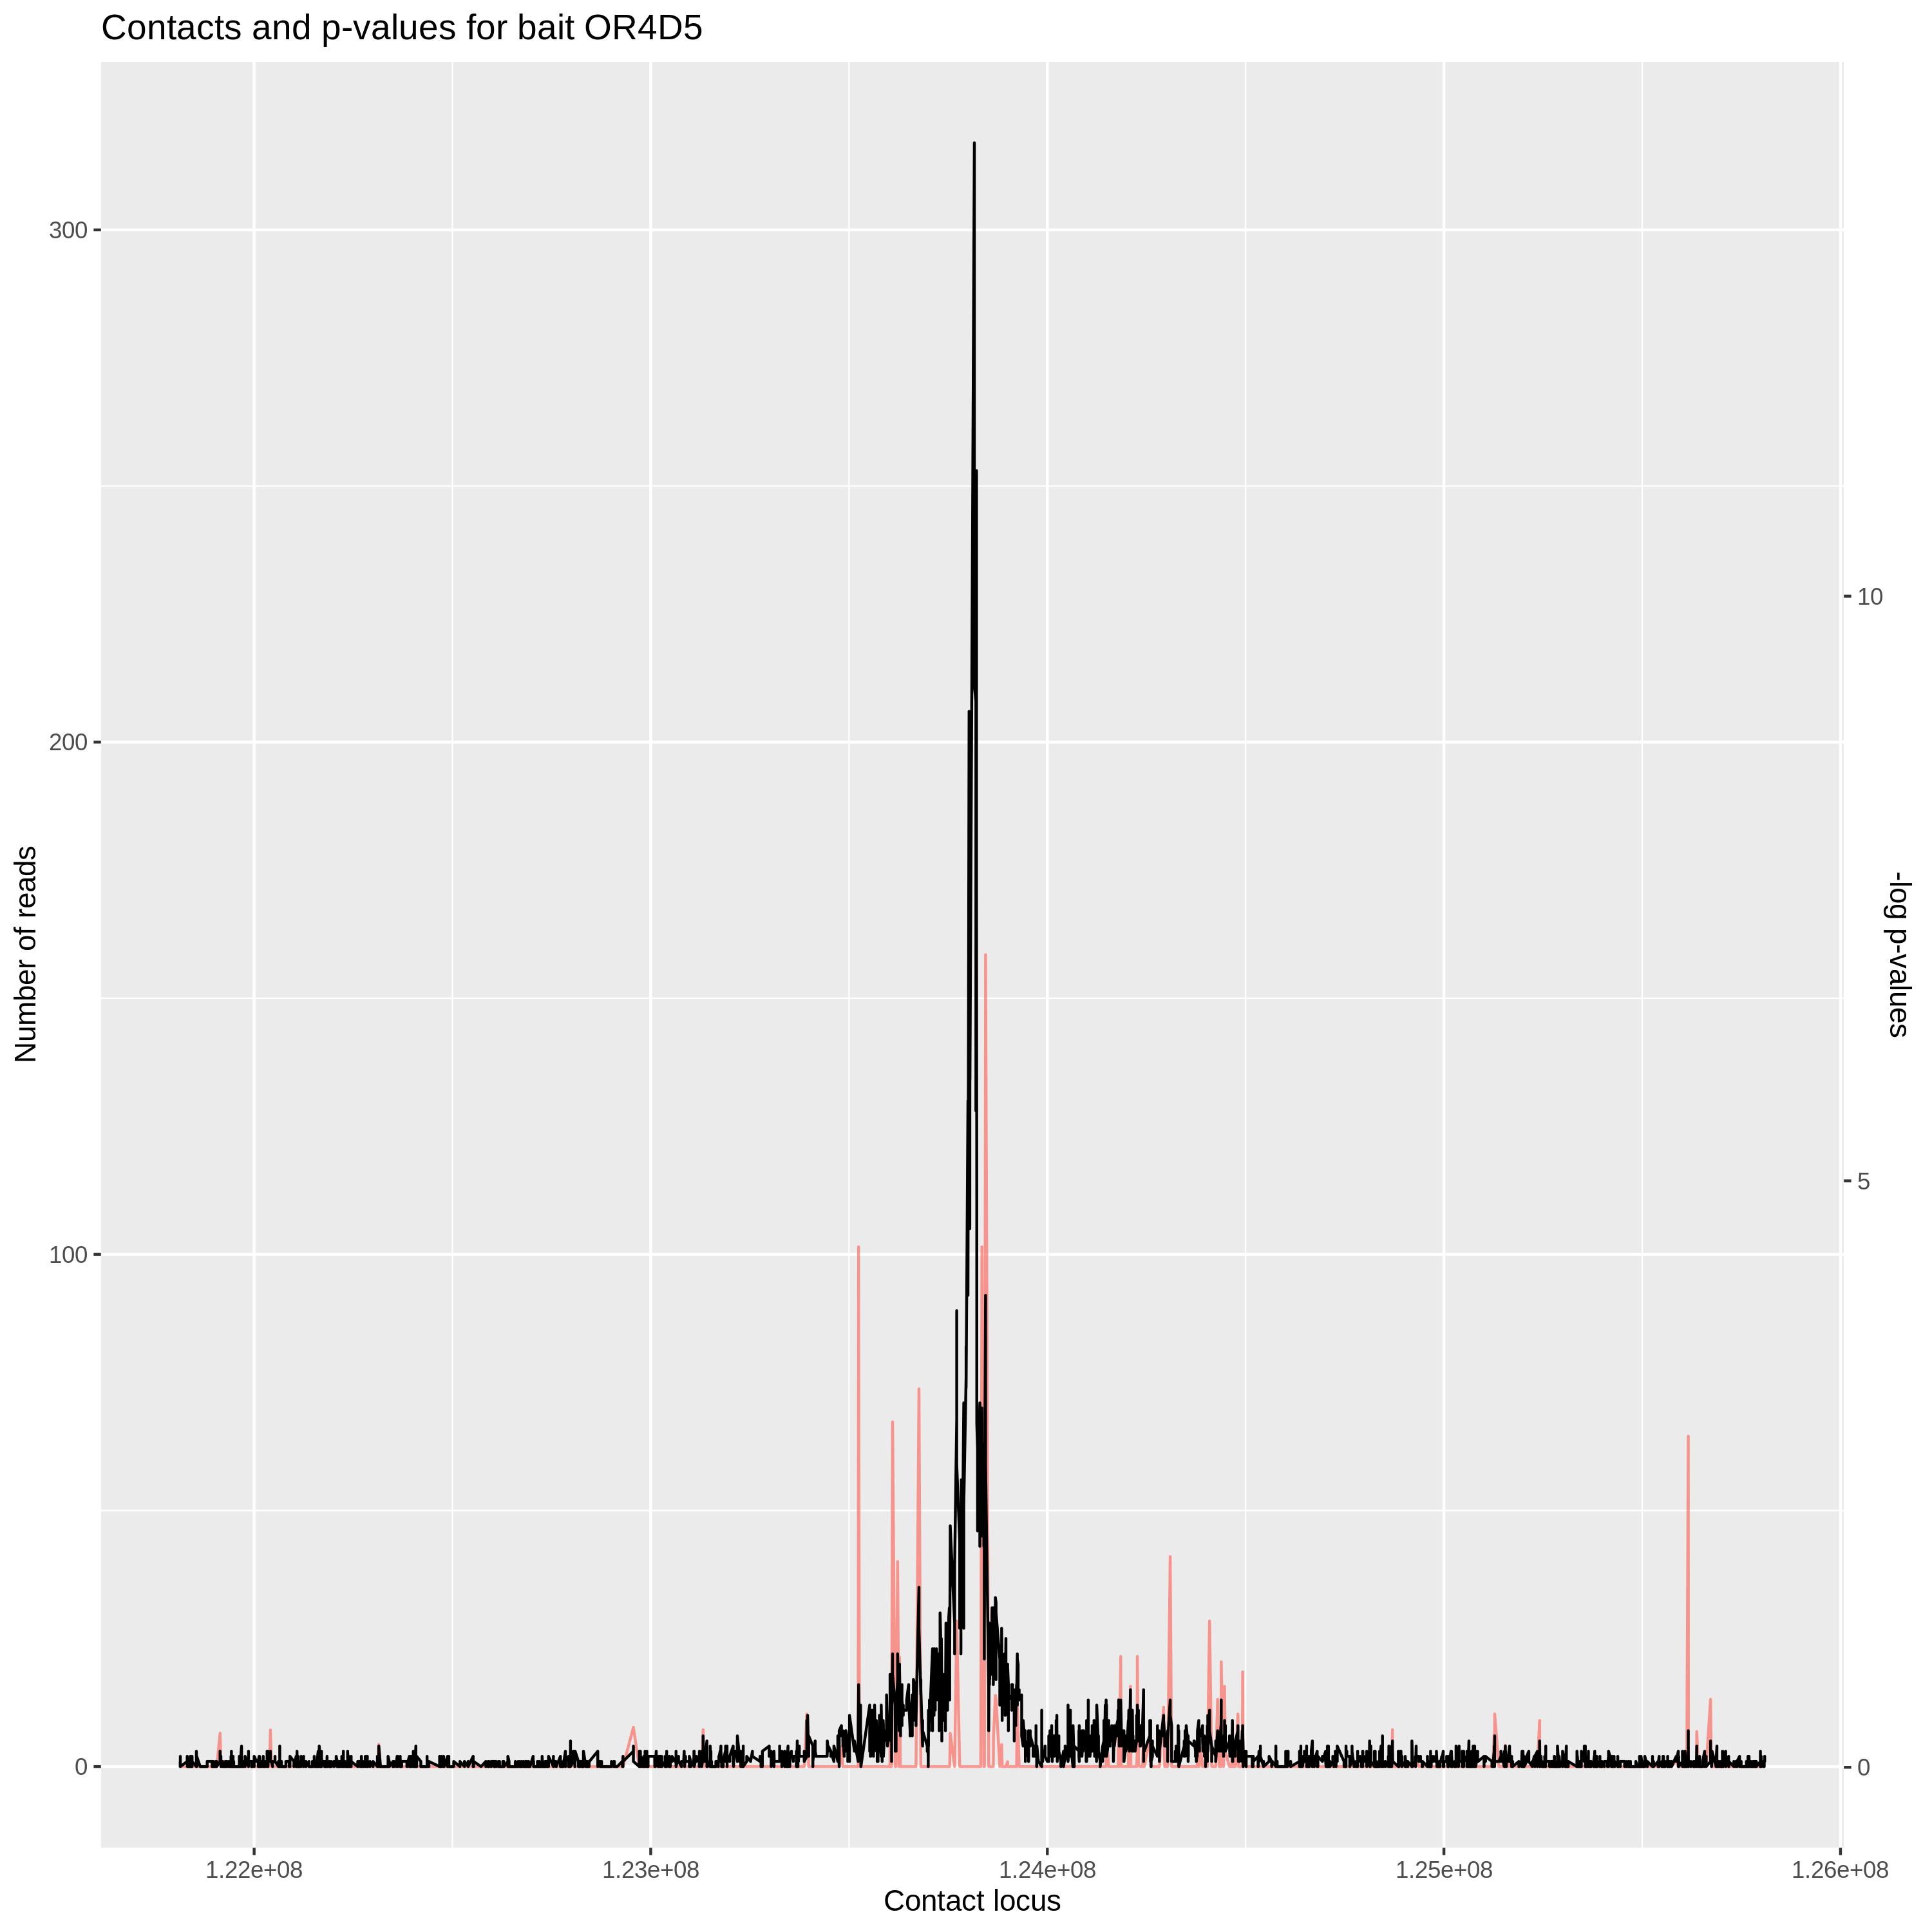 Contacts and p-values for bait OR4D5
300
200
100
0
Number of reads
10
5
0
-log p-values
1.22e+08
1.23e+08
1.24e+08
1.25e+08
1.26e+08
Contact locus